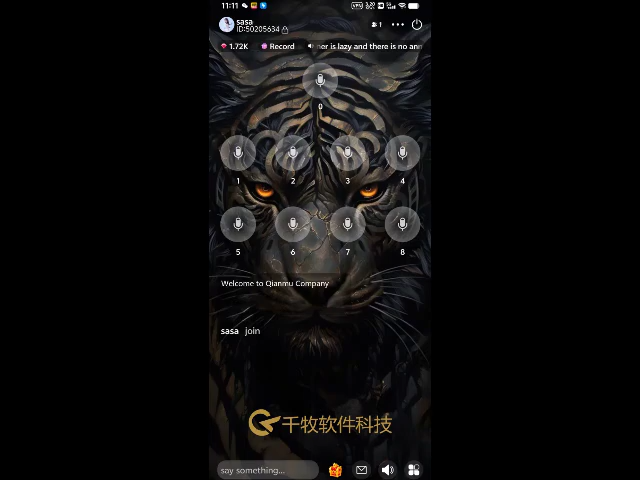 11:11
sasa
ID:50205634
1
1.72K
Record
ner is lazy and there is no ann
0
1
2
3
4
5
6
7
8
Welcome to Qianmu Company
sasa join
千牧软件科技
say something...